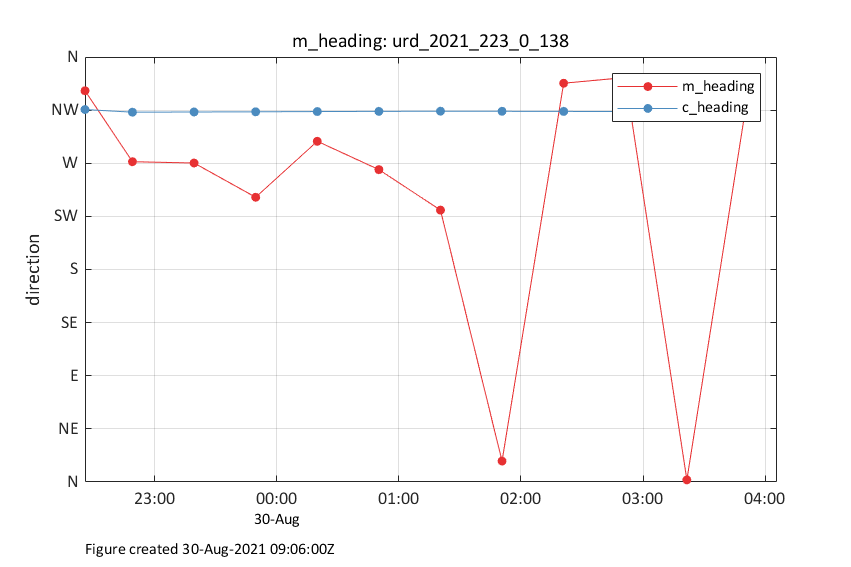 m_heading: urd_2021_223_0_138
N
NW
W
SW
S
SE
E
NE
N
direction
m_heading
c_heading
23:00
00:00
01:00
02:00
03:00
04:00
30-Aug
Figure created 30-Aug-2021 09:06:00Z